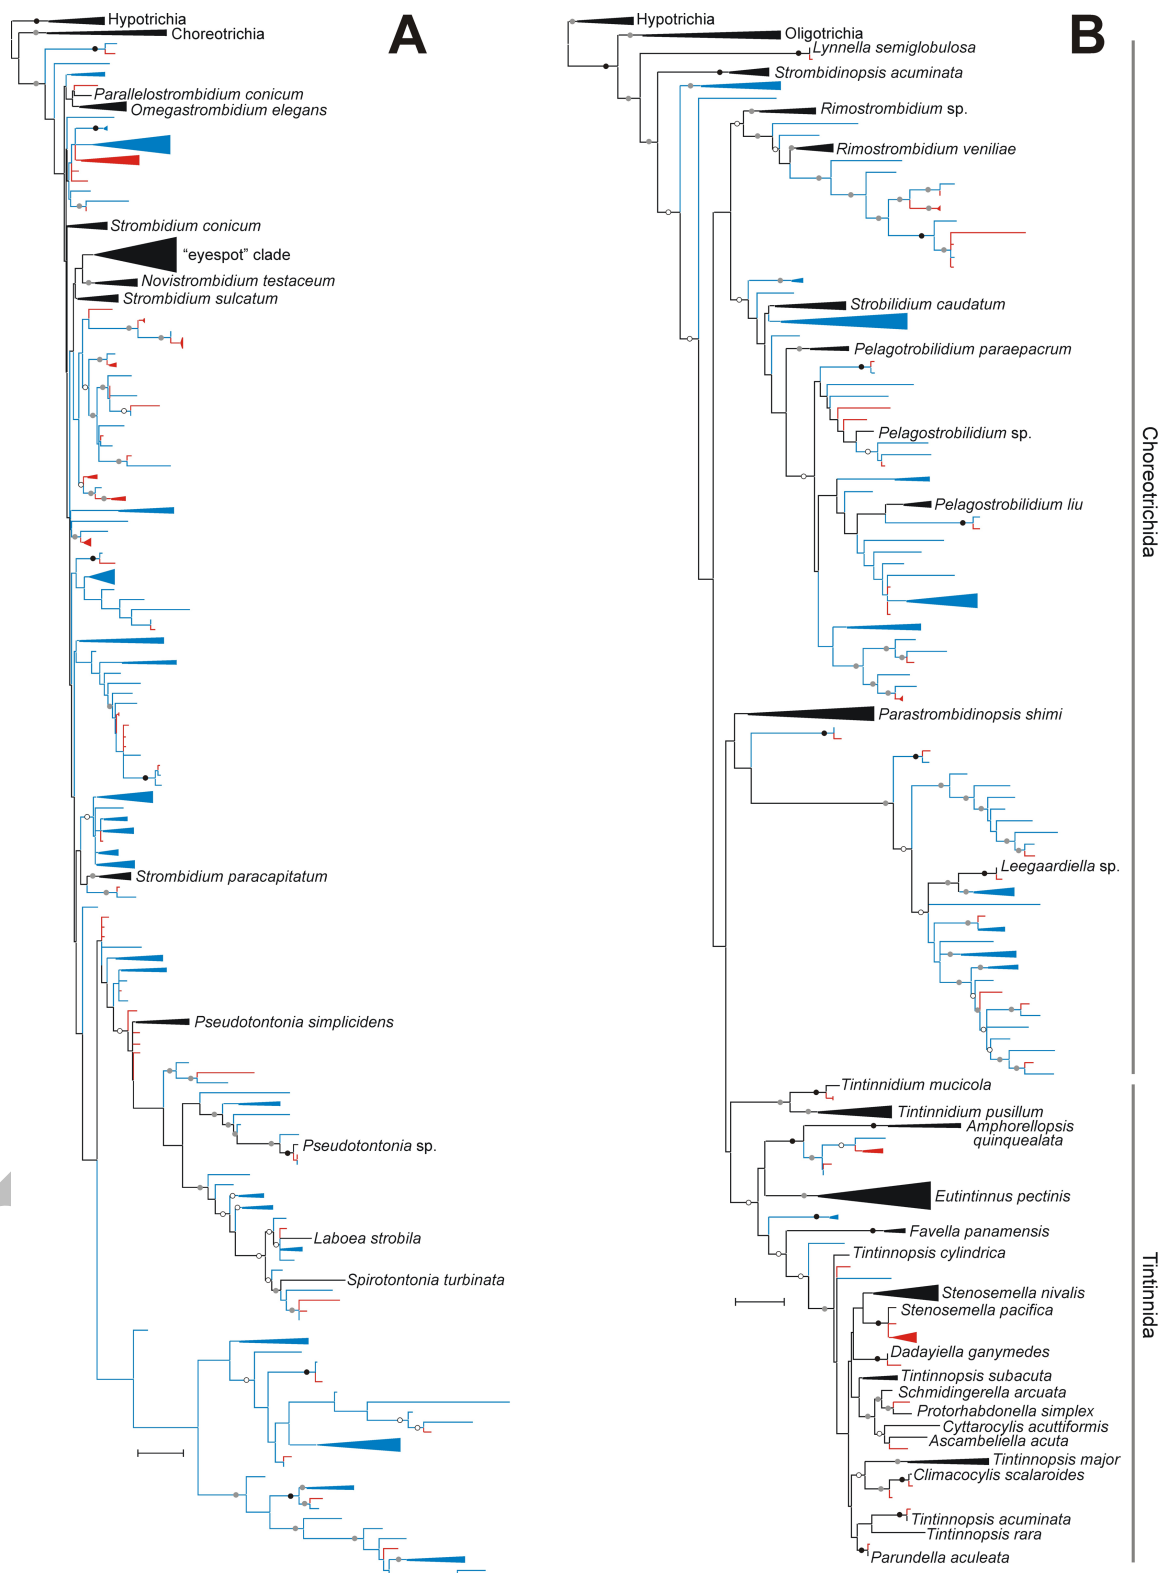 A
Hypotrichia
Choreotrichia
Parallelostrombidium conicum
Omegastrombidium elegans
Strombidium conicum
“eyespot” clade
Novistrombidium testaceum
Strombidium sulcatum
Strombidium paracapitatum
Pseudotontonia simplicidens
Pseudotontonia sp.
Laboea strobila
Spirotontonia turbinata
B
Hypotrichia
Oligotrichia
Lynnella semiglobulosa
Strombidinopsis acuminata
Rimostrombidium sp.
Rimostrombidium veniliae
Strobilidium caudatum
Pelagotrobilidium paraepacrum
Pelagostrobilidium sp.
Pelagostrobilidium liu
Parastrombidinopsis shimi
Leegaardiella sp.
Tintinnidium mucicola
Tintinnidium pusillum
Amphorellopsis
quinquealata
Eutintinnus pectinis
Favella panamensis
Tintinnopsis cylindrica
Stenosemella nivalis
Stenosemella pacifica
Dadayiella ganymedes
Tintinnopsis subacuta
Schmidingerella arcuata
Protorhabdonella simplex
Cyttarocylis acuttiformis
Ascambeliella acuta
Tintinnopsis major
Climacocylis scalaroides
Tintinnopsis acuminata
Tintinnopsis rara
Parundella aculeata
Choreotrichida
Tintinnida